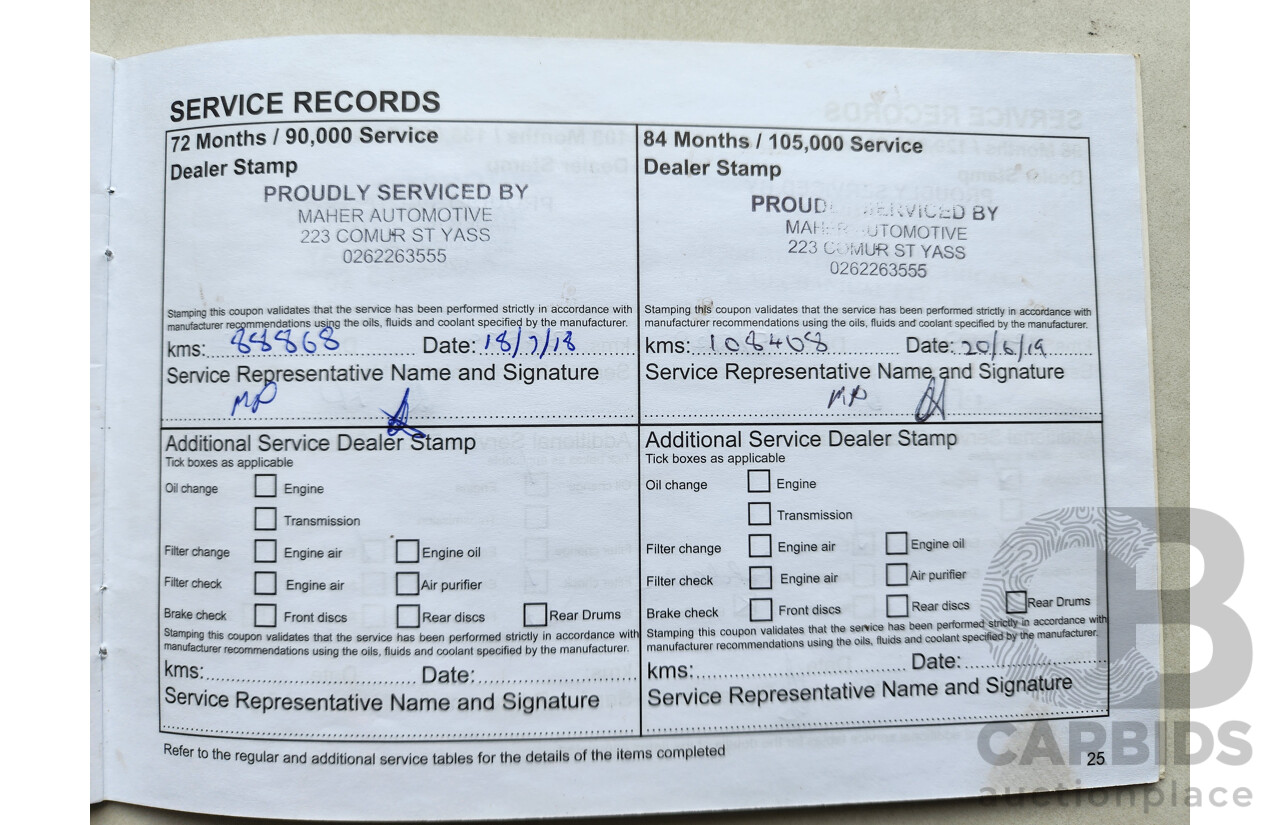 SERVICE RECORDS
72 Months / 90,000 Service
Dealer Stamp
PROUDLY SERVICED BY
MAHER AUTOMOTIVE
223 COMUR ST YASS
0262263555
Stamping this coupon validates that the service has been performed strictly in accordance with
manufacturer recommendations using the oils, fluids and coolant specified by the manufacturer.
kms: 88868 Date: 18/7/18
Service Representative Name and Signature
MP
Additional Service Dealer Stamp
Tick boxes as applicable
Oil change Engine
Transmission
Filter change Engine air Engine oil
Filter check Engine air Air purifier
Brake check Front discs Rear discs Rear Drums
Stamping this coupon validates that the service has been performed strictly in accordance with
manufacturer recommendations using the oils, fluids and coolant specified by the manufacturer.
kms: Date:
Service Representative Name and Signature
84 Months / 105,000 Service
Dealer Stamp
PROUD SERVICED BY
MAHER AUTOMOTIVE
223 COMUR ST YASS
0262263555
Stamping this coupon validates that the service has been performed strictly in accordance with
manufacturer recommendations using the oils, fluids and coolant specified by the manufacturer.
kms: 108408 Date: 20/6/19
Service Representative Name and Signature
MP
Additional Service Dealer Stamp
Tick boxes as applicable
Oil change Engine
Transmission
Filter change Engine air Engine oil
Filter check Engine air Air purifier
Brake check Front discs Rear discs Rear Drums
Stamping this coupon validates that the service has been performed strictly in accordance with
manufacturer recommendations using the oils, fluids and coolant specified by the manufacturer.
kms: Date:
Service Representative Name and Signature
Refer to the regular and additional service tables for the details of the items completed
25
CB
CARBIDS
auctionplace